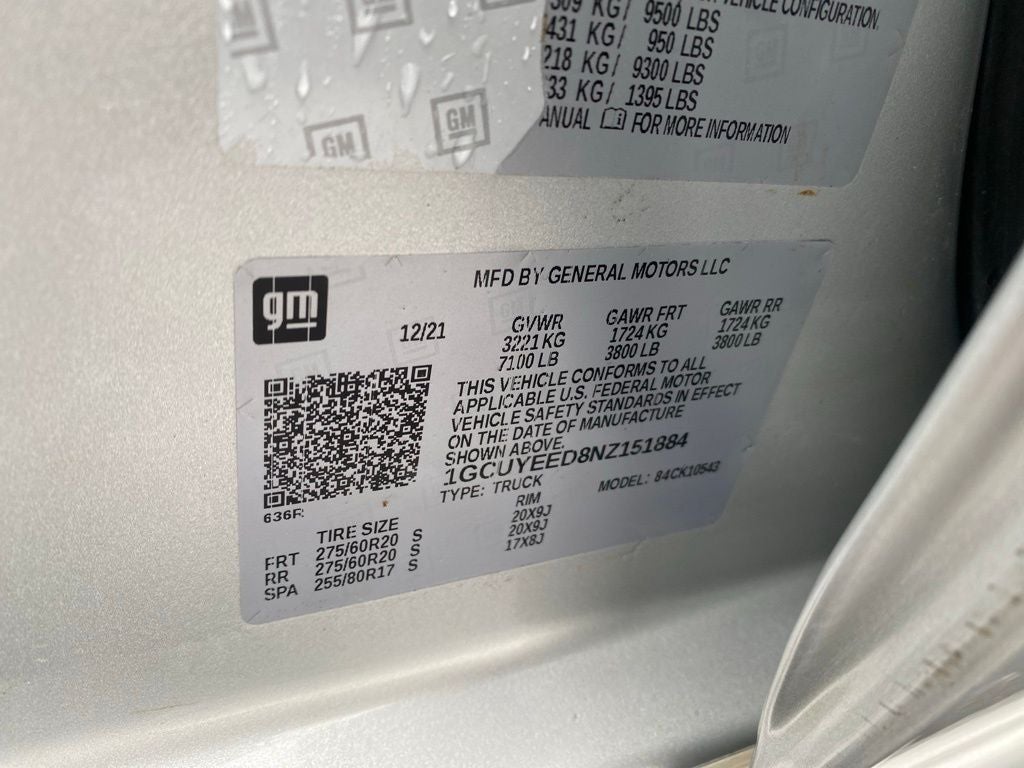 VEHICLE CONFIGURATION.
KG/ 9500 LBS
431 KG/ 950 LBS
218 KG/ 9300 LBS
33 KG/ 1395 LBS
ANUAL FOR MORE INFORMATION
GM
GM
gm
MFD BY GENERAL MOTORS LLC
12/21
GVWR GAWR FRT GAWR RR
3221 KG 1724 KG 1724 KG
7100 LB 3800 LB 3800 LB
THIS VEHICLE CONFORMS TO ALL
APPLICABLE U.S. FEDERAL MOTOR
VEHICLE SAFETY STANDARDS IN EFFECT
ON THE DATE OF MANUFACTURE
SHOWN ABOVE.
1GCUYEED8NZ151884
TYPE: TRUCK MODEL: 84CK10543
636F
TIRE SIZE RIM
FRT 275/60R20 S 20X9J
RR 275/60R20 S 20X9J
SPA 255/80R17 S 17X8J